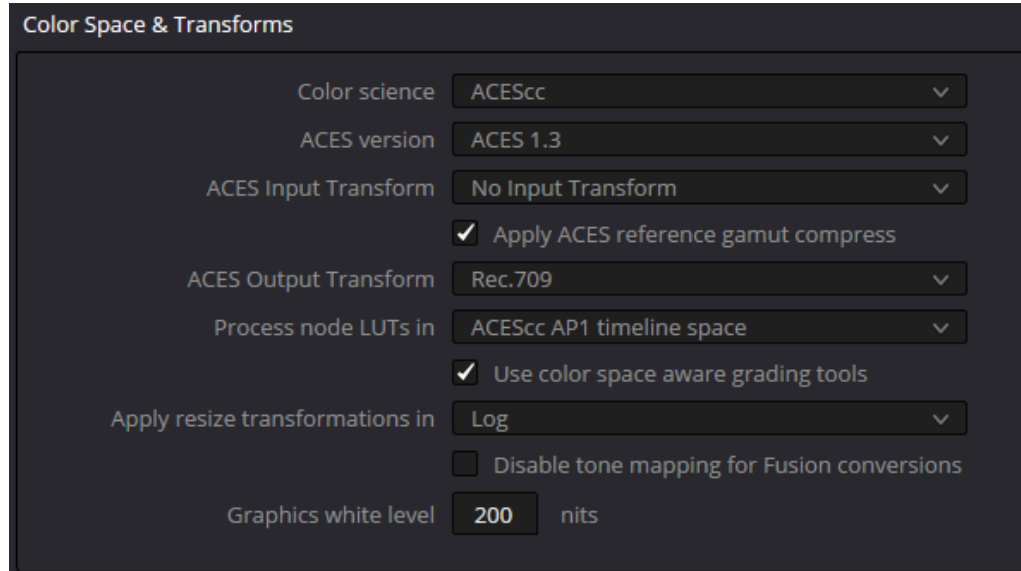 Color Space & Transforms
Color science ACEScc
ACES version ACES 1.3
ACES Input Transform No Input Transform
Apply ACES reference gamut compress
ACES Output Transform Rec.709
Process node LUTs in ACEScc AP1 timeline space
Use color space aware grading tools
Apply resize transformations in Log
Disable tone mapping for Fusion conversions
Graphics white level 200 nits